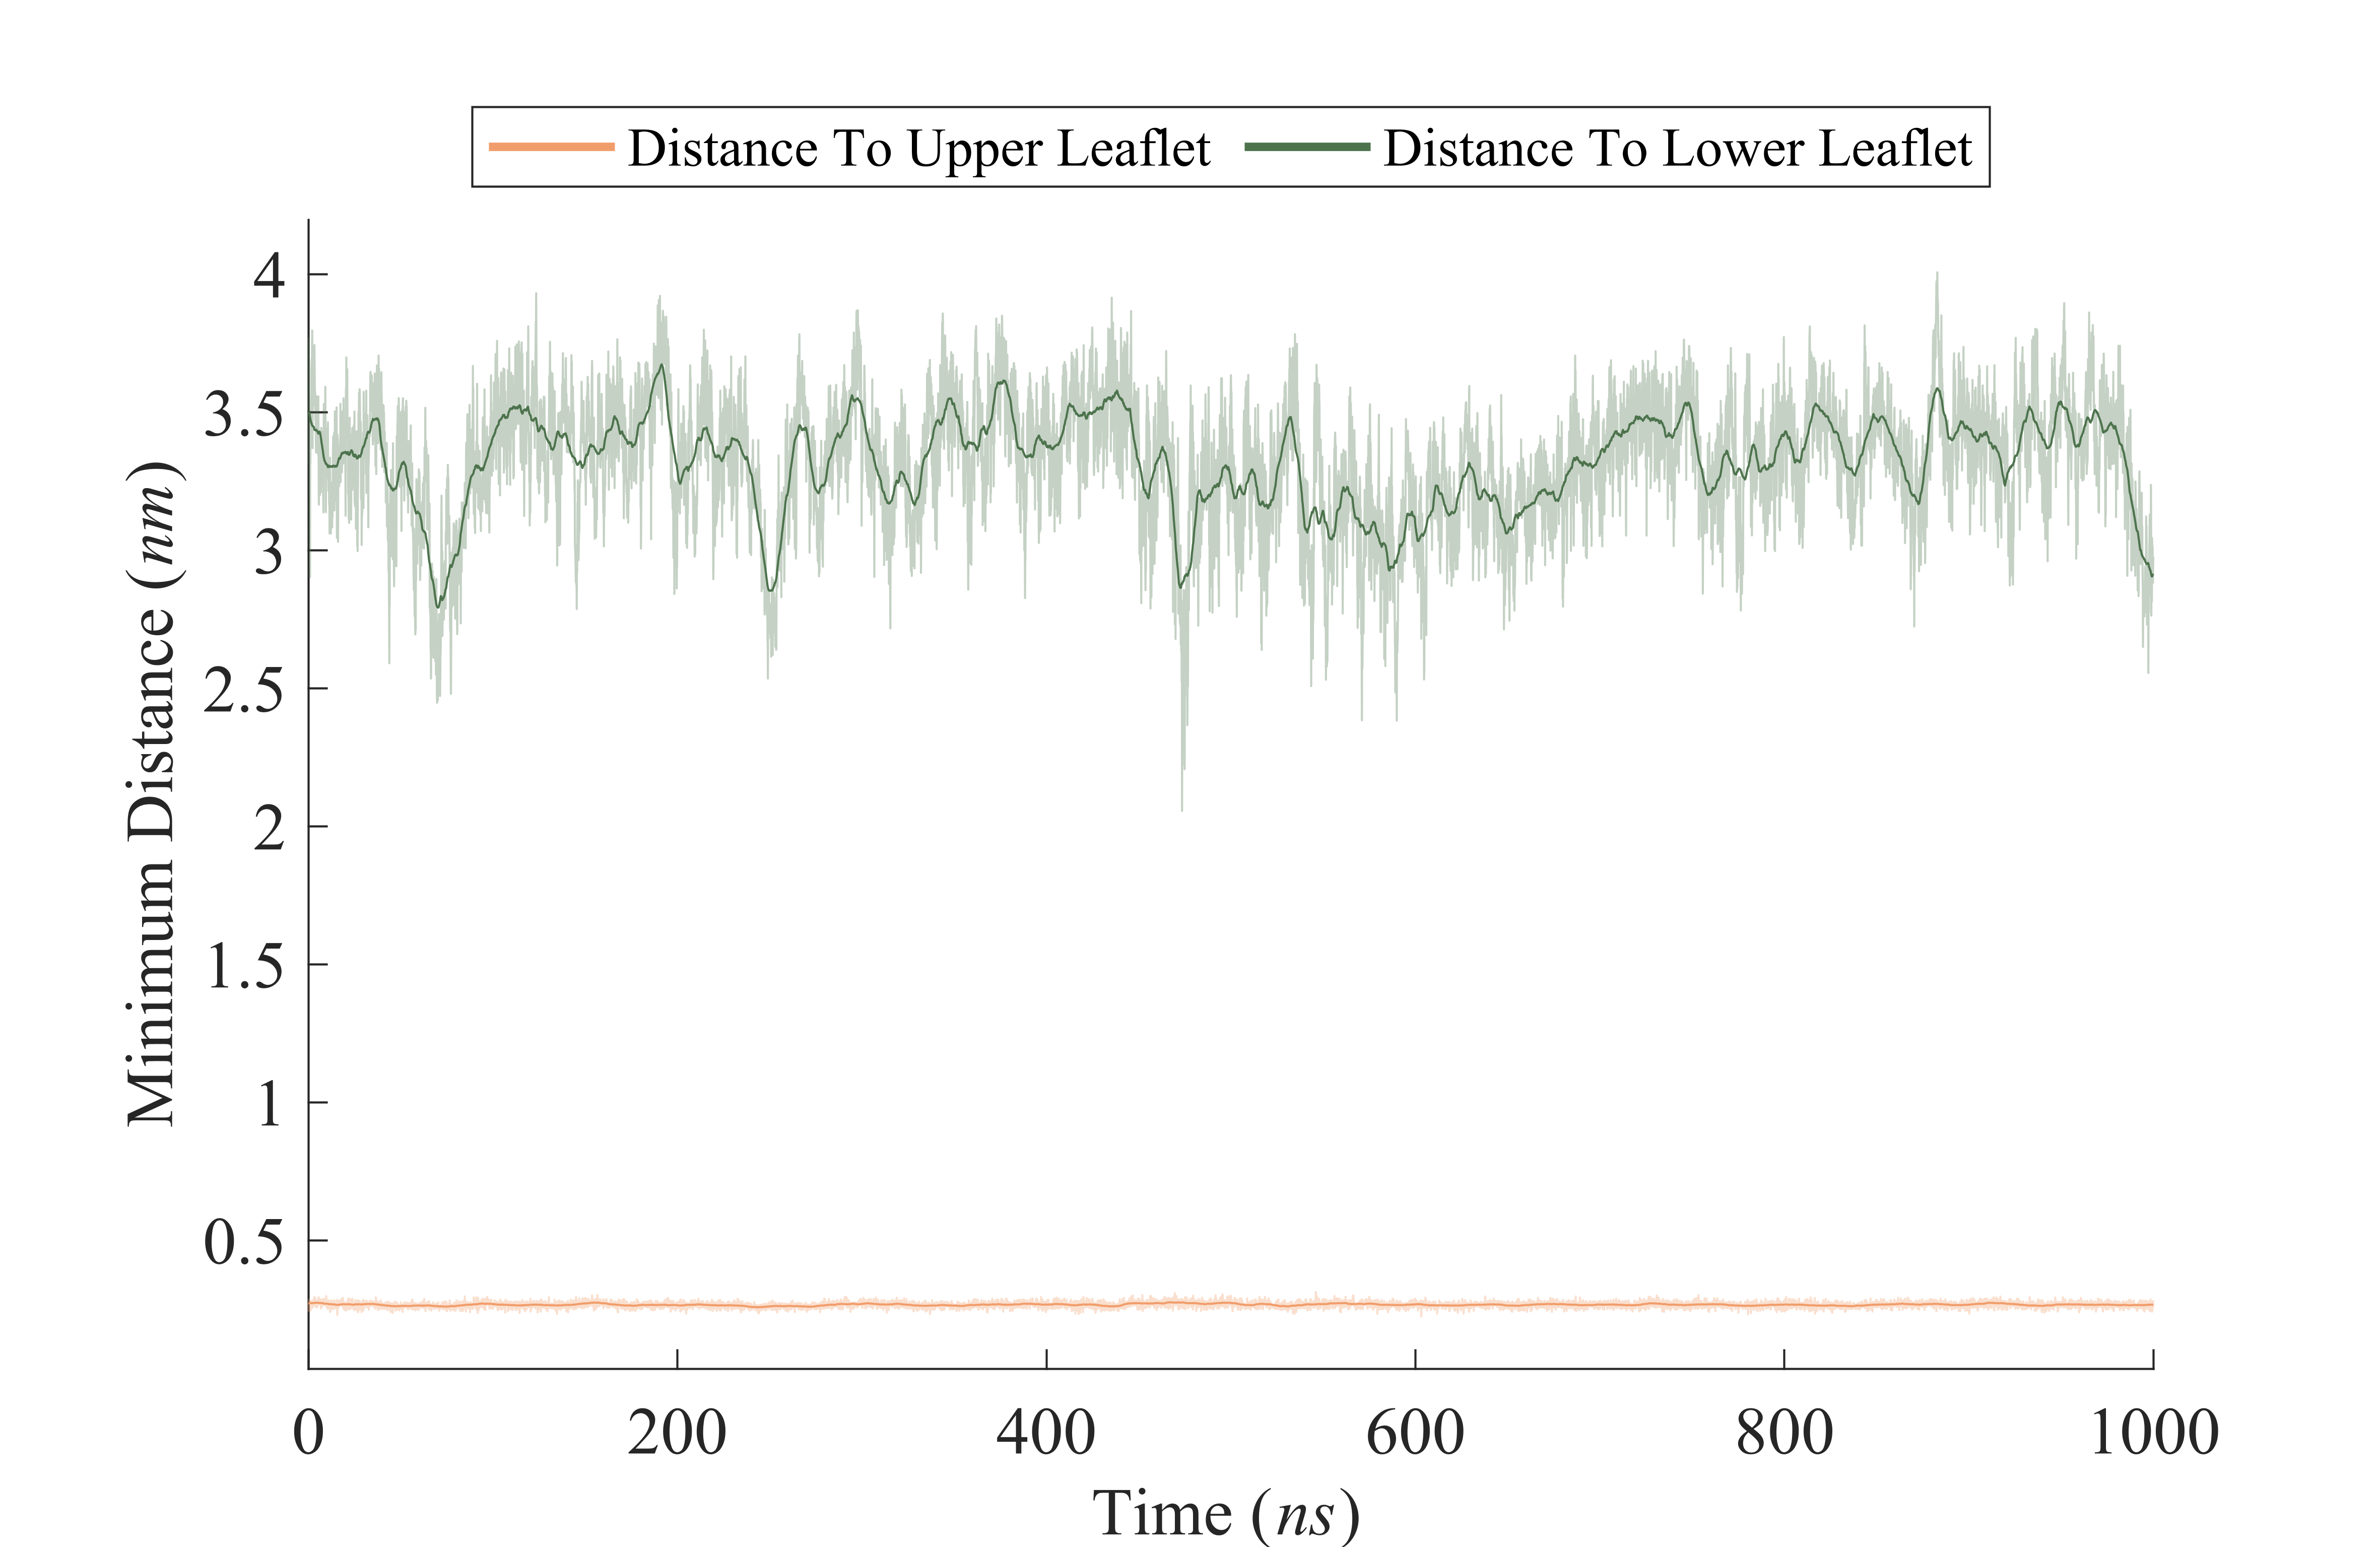 Distance To Upper Leaflet Distance To Lower Leaflet
4
3.5
3
2.5
2
1.5
1
0.5
Minimum Distance (nm)
0 200 400 600 800 1000
Time (ns)